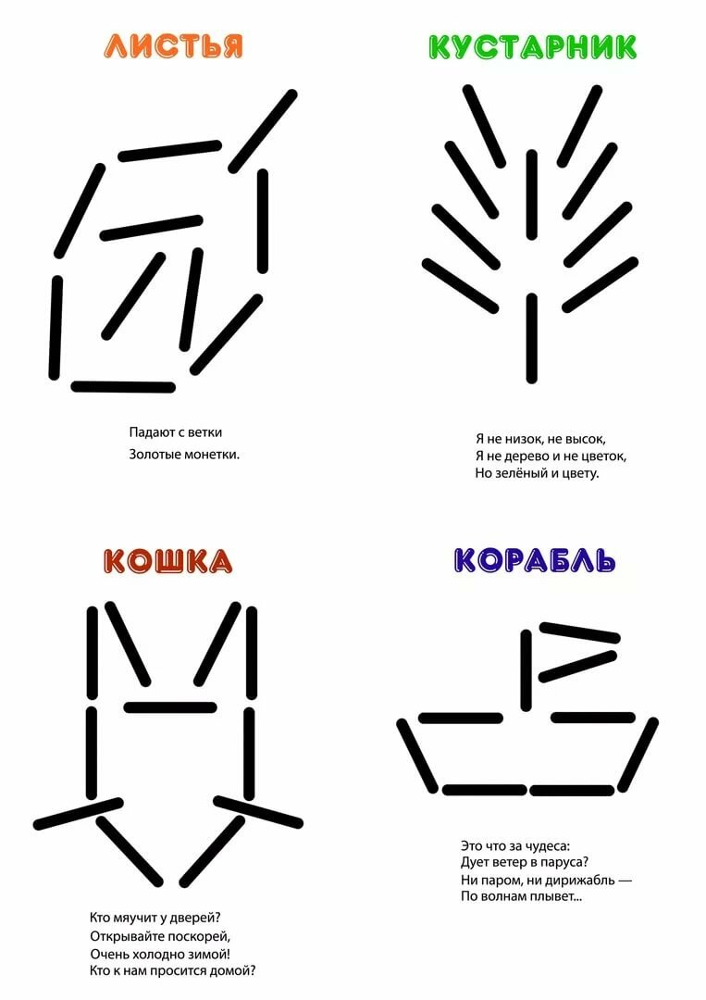 ЛИСТЬЯ
Падают с ветки
Золотые монетки.
КУСТАРНИК
Я не низок, не высок,
Я не дерево и не цветок,
Но зелёный и цвету.
КОШКА
Кто мяучит у дверей?
Открывайте поскорей,
Очень холодно зимой!
Кто к нам просится домой?
КОРАБЛЬ
Это что за чудеса:
Дует ветер в паруса?
Ни паром, ни дирижабль —
По волнам плывет...